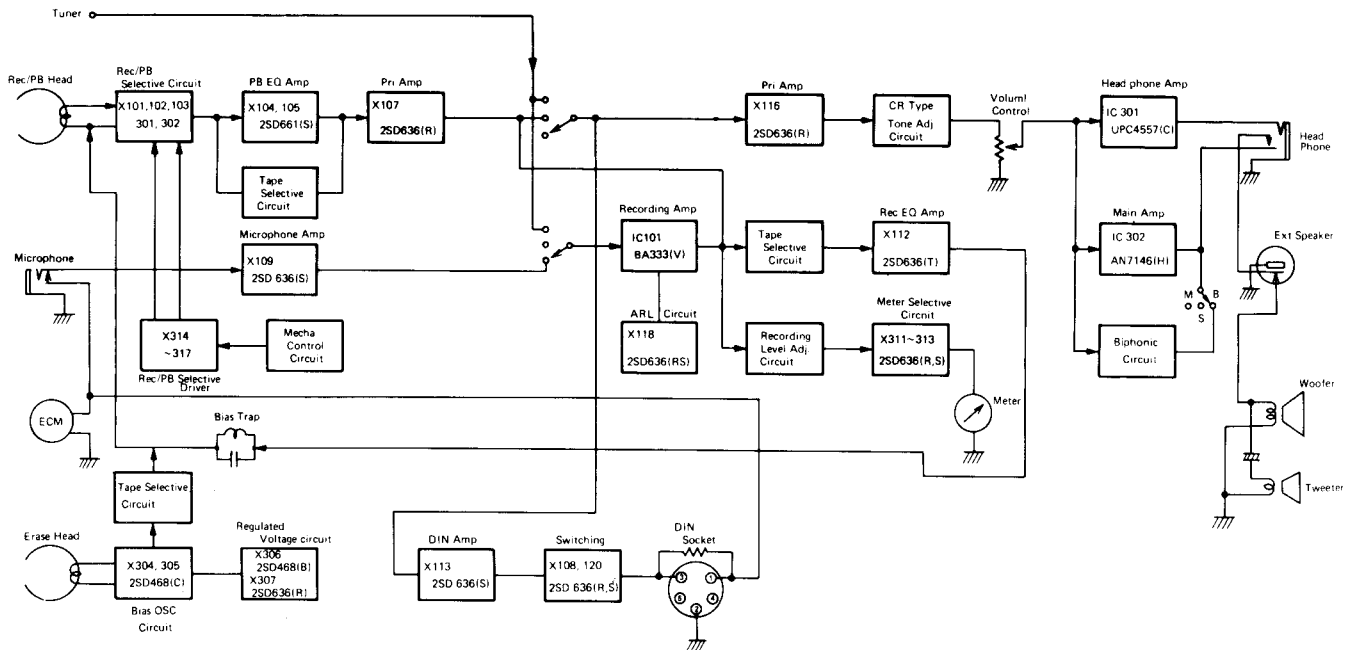 Tuner
Rec/PB Head
Rec/PB
Selective Circuit
X101, 102, 103
301, 302
PB EQ Amp
X104, 105
2SD661(S)
Pri Amp
X107
2SD636(R)
Tape
Selective
Circuit
Pri Amp
X116
2SD636(R)
CR Type
Tone Adj
Circuit
Voluml
Control
Head phone Amp
IC 301
UPC4557(C)
Head
Phone
Microphone
Microphone Amp
X109
2SD 636(S)
Recording Amp
IC101
BA333(V)
Tape
Selective
Circuit
Rec EQ Amp
X112
2SD636(T)
Main Amp
IC 302
AN7146(H)
Ext Speaker
M
B
S
X314
~317
Rec/PB Selective
Driver
Mecha
Control
Circuit
ARL Circuit
X118
2SD636(RS)
Recording
Level Adj.
Circuit
Meter Selective
Circnit
X311~313
2SD636(R,S)
Biphonic
Circuit
Meter
Woofer
Tweeter
ECM
Bias Trap
Tape Selective
Circuit
Erase Head
X304, 305
2SD468(C)
Bias OSC
Circuit
Regulated
Voltage circuit
X306
2SD468(B)
X307
2SD636(R)
DIN Amp
X113
2SD 636(S)
Switching
X108, 120
2SD 636(R,S)
DIN
Socket
3
1
5
4
2